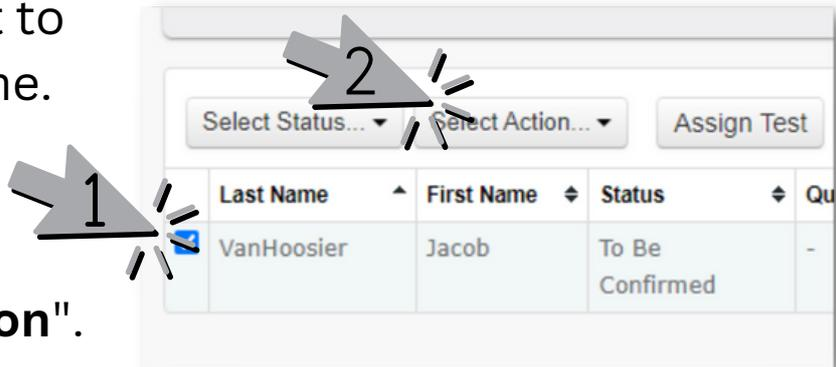 t to
ne.
on".
2
Select Status... Select Action... Assign Test
1
Last Name First Name Status Qu
VanHoosier Jacob To Be Confirmed -